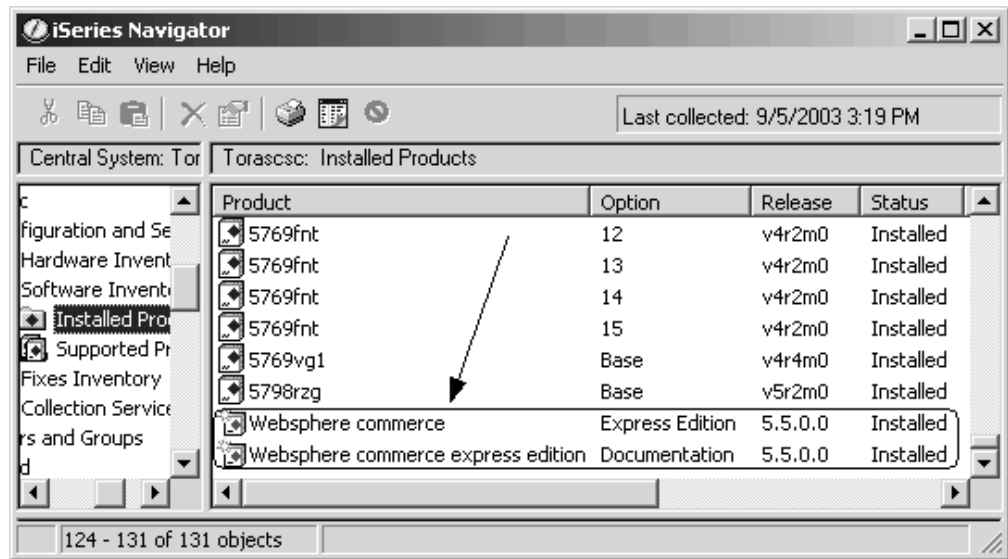 iSeries Navigator
File Edit View Help
Last collected: 9/5/2003 3:19 PM
Central System: Tor
Torascsc: Installed Products
c
figuration and Se
Hardware Invent
Software Invent
Installed Pro
Supported Pr
Fixes Inventory
Collection Service
rs and Groups
d
Product Option Release Status
5769fnt 12 v4r2m0 Installed
5769fnt 13 v4r2m0 Installed
5769fnt 14 v4r2m0 Installed
5769fnt 15 v4r2m0 Installed
5769vg1 Base v4r4m0 Installed
5798rzg Base v5r2m0 Installed
Websphere commerce Express Edition 5.5.0.0 Installed
Websphere commerce express edition Documentation 5.5.0.0 Installed
124 - 131 of 131 objects